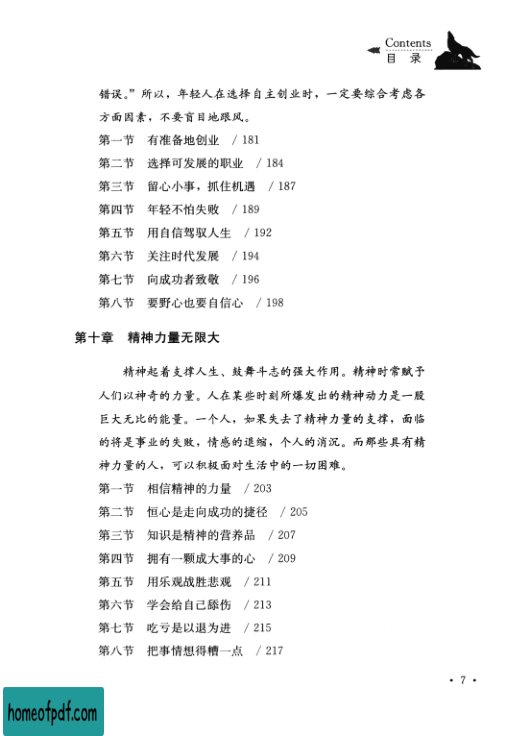 Contents
目 录
错误。”所以，年轻人在选择自主创业时，一定要综合考虑各
方面因素，不要盲目地跟风。
第一节 有准备地创业 / 181
第二节 选择可发展的职业 / 184
第三节 留心小事，抓住机遇 / 187
第四节 年轻不怕失败 / 189
第五节 用自信驾驭人生 / 192
第六节 关注时代发展 / 194
第七节 向成功者致敬 / 196
第八节 要野心也要自信心 / 198
第十章 精神力量无限大
精神起着支撑人生、鼓舞斗志的强大作用。精神时常赋予
人们以神奇的力量。人在某些时刻所爆发出的精神动力是一股
巨大无比的能量。一个人，如果失去了精神力量的支撑，面临
的将是事业的失败，情感的退缩，个人的消沉。而那些具有精
神力量的人，可以积极面对生活中的一切困难。
第一节 相信精神的力量 / 203
第二节 恒心是走向成功的捷径 / 205
第三节 知识是精神的营养品 / 207
第四节 拥有一颗成大事的心 / 209
第五节 用乐观战胜悲观 / 211
第六节 学会给自己舔伤 / 213
第七节 吃亏是以退为进 / 215
第八节 把事情想得糟一点 / 217
· 7 ·
homeofpdf.com